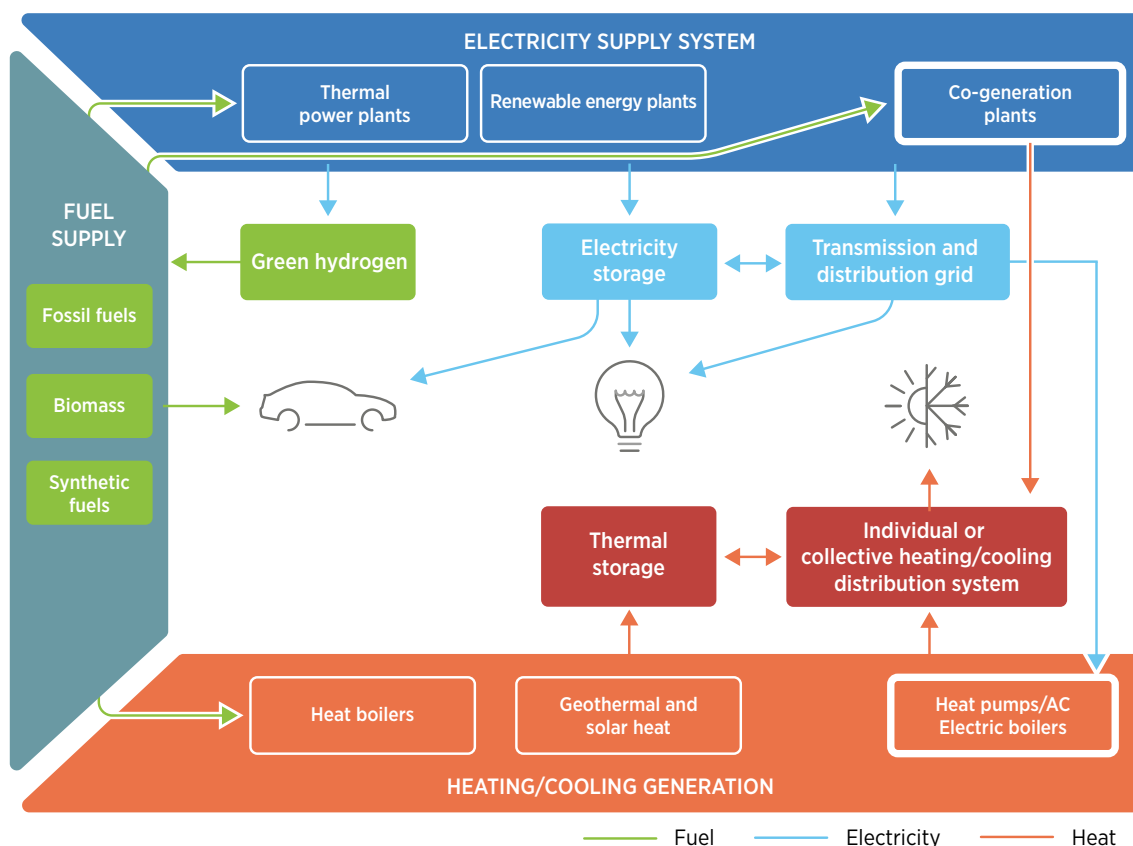 ELECTRICITY SUPPLY SYSTEM
Thermal
power plants
Renewable energy plants
Co-generation
plants
FUEL
SUPPLY
Green hydrogen
Electricity
storage
Transmission and
distribution grid
Fossil fuels
Biomass
Synthetic
fuels
Thermal
storage
Individual or
collective heating/cooling
distribution system
Heat boilers
Geothermal and
solar heat
Heat pumps/AC
Electric boilers
HEATING/COOLING GENERATION
Fuel
Electricity
Heat